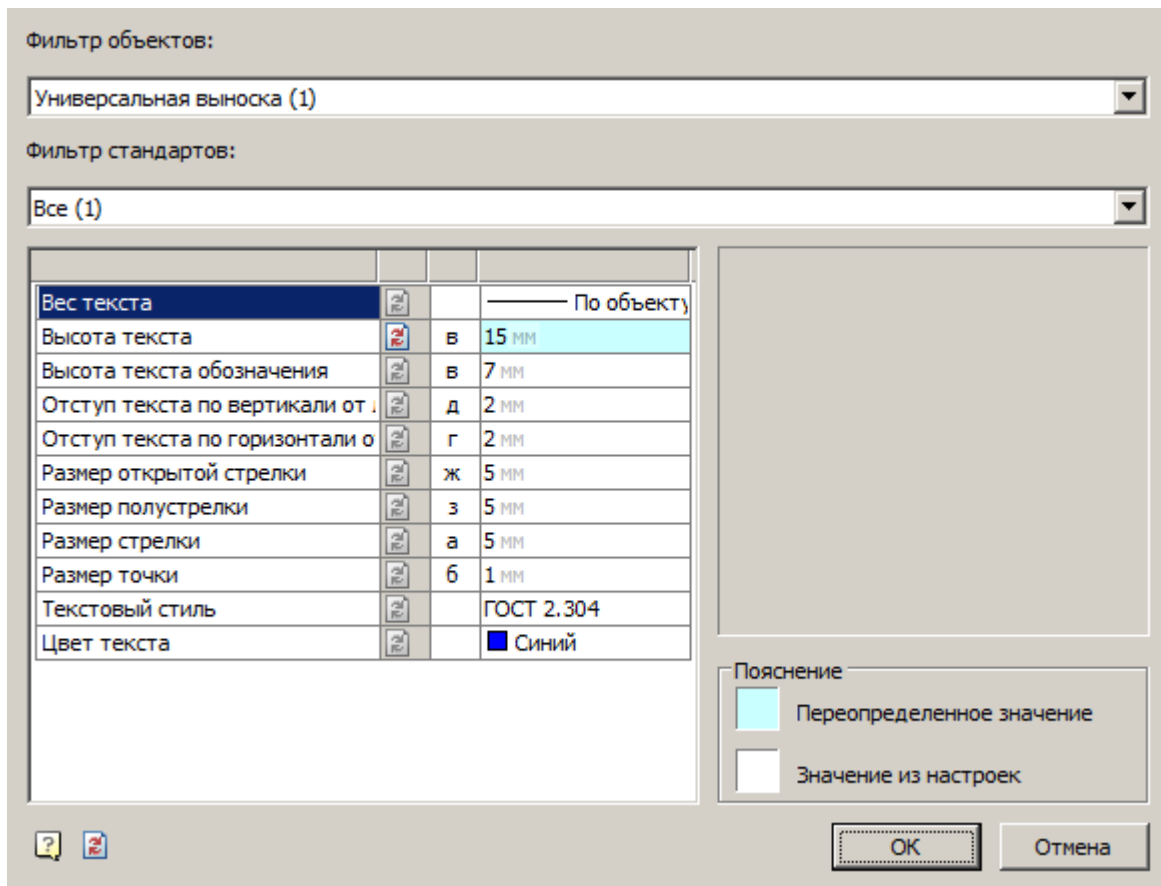 Фильтр объектов:
Универсальная выноска (1)
Фильтр стандартов:
Все (1)
Вес текста По объекту
Высота текста в 15 мм
Высота текста обозначения в 7 мм
Отступ текста по вертикали от д 2 мм
Отступ текста по горизонтали о г 2 мм
Размер открытой стрелки ж 5 мм
Размер полустрелки з 5 мм
Размер стрелки а 5 мм
Размер точки б 1 мм
Текстовый стиль ГОСТ 2.304
Цвет текста Синий
Пояснение
Переопределенное значение
Значение из настроек
ОК Отмена